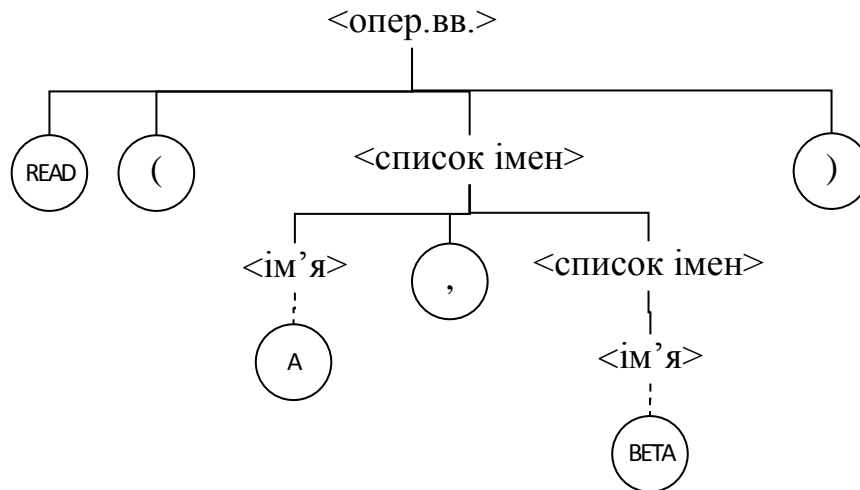 <опер.вв.>
READ ( <список імен> )
<ім’я> , <список імен>
A <ім’я>
BETA